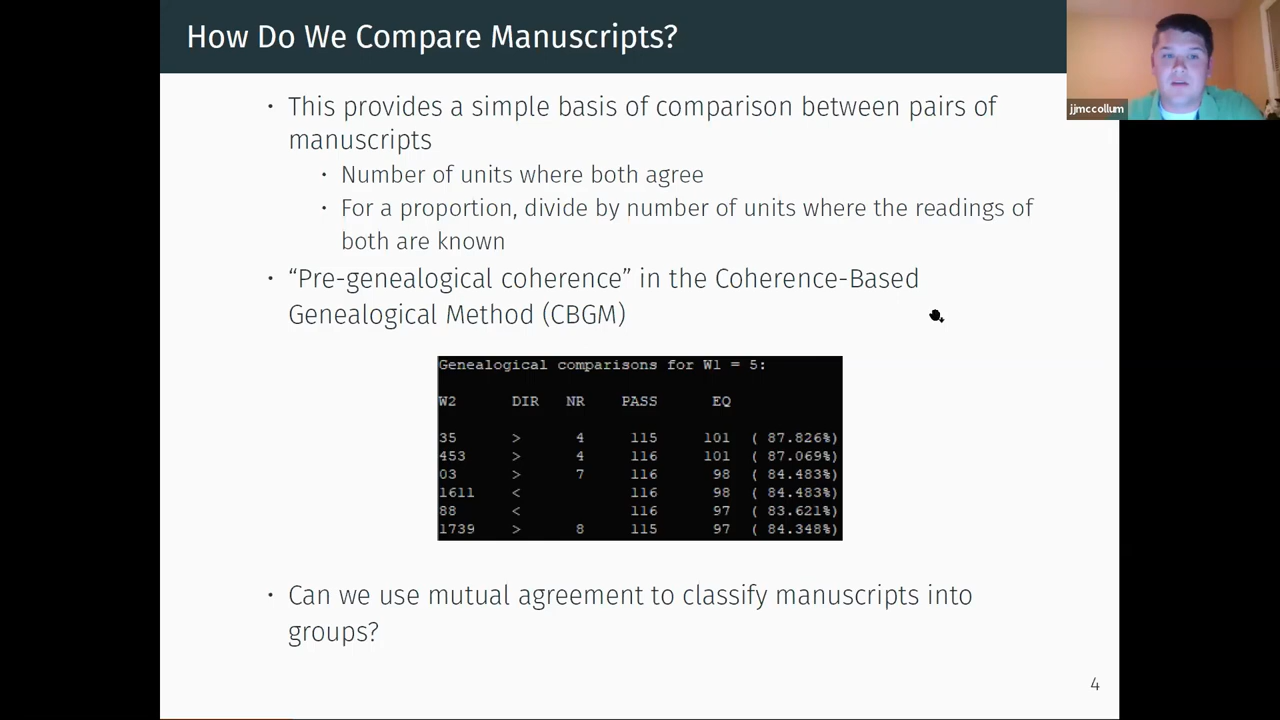 How Do We Compare Manuscripts?
jjmccollum
• This provides a simple basis of comparison between pairs of
manuscripts
• Number of units where both agree
• For a proportion, divide by number of units where the readings of
both are known
• “Pre-genealogical coherence” in the Coherence-Based
Genealogical Method (CBGM)
Genealogical comparisons for W1 = 5:
W2 DIR NR PASS EQ
35 > 4 115 101 ( 87.826%)
453 > 4 116 101 ( 87.069%)
03 > 7 116 98 ( 84.483%)
1611 < 116 98 ( 84.483%)
88 < 116 97 ( 83.621%)
1739 > 8 115 97 ( 84.348%)
• Can we use mutual agreement to classify manuscripts into
groups?
4